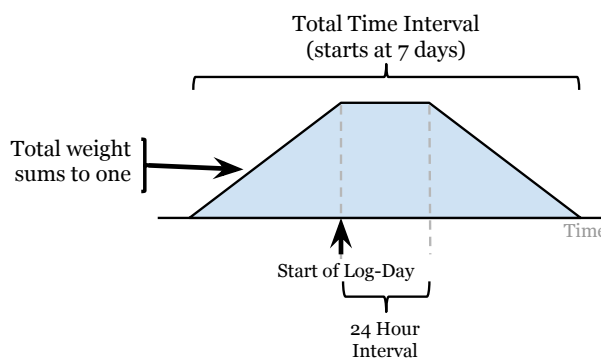 Total Time Interval
(starts at 7 days)
Total weight
sums to one
Time
Start of Log-Day
24 Hour
Interval